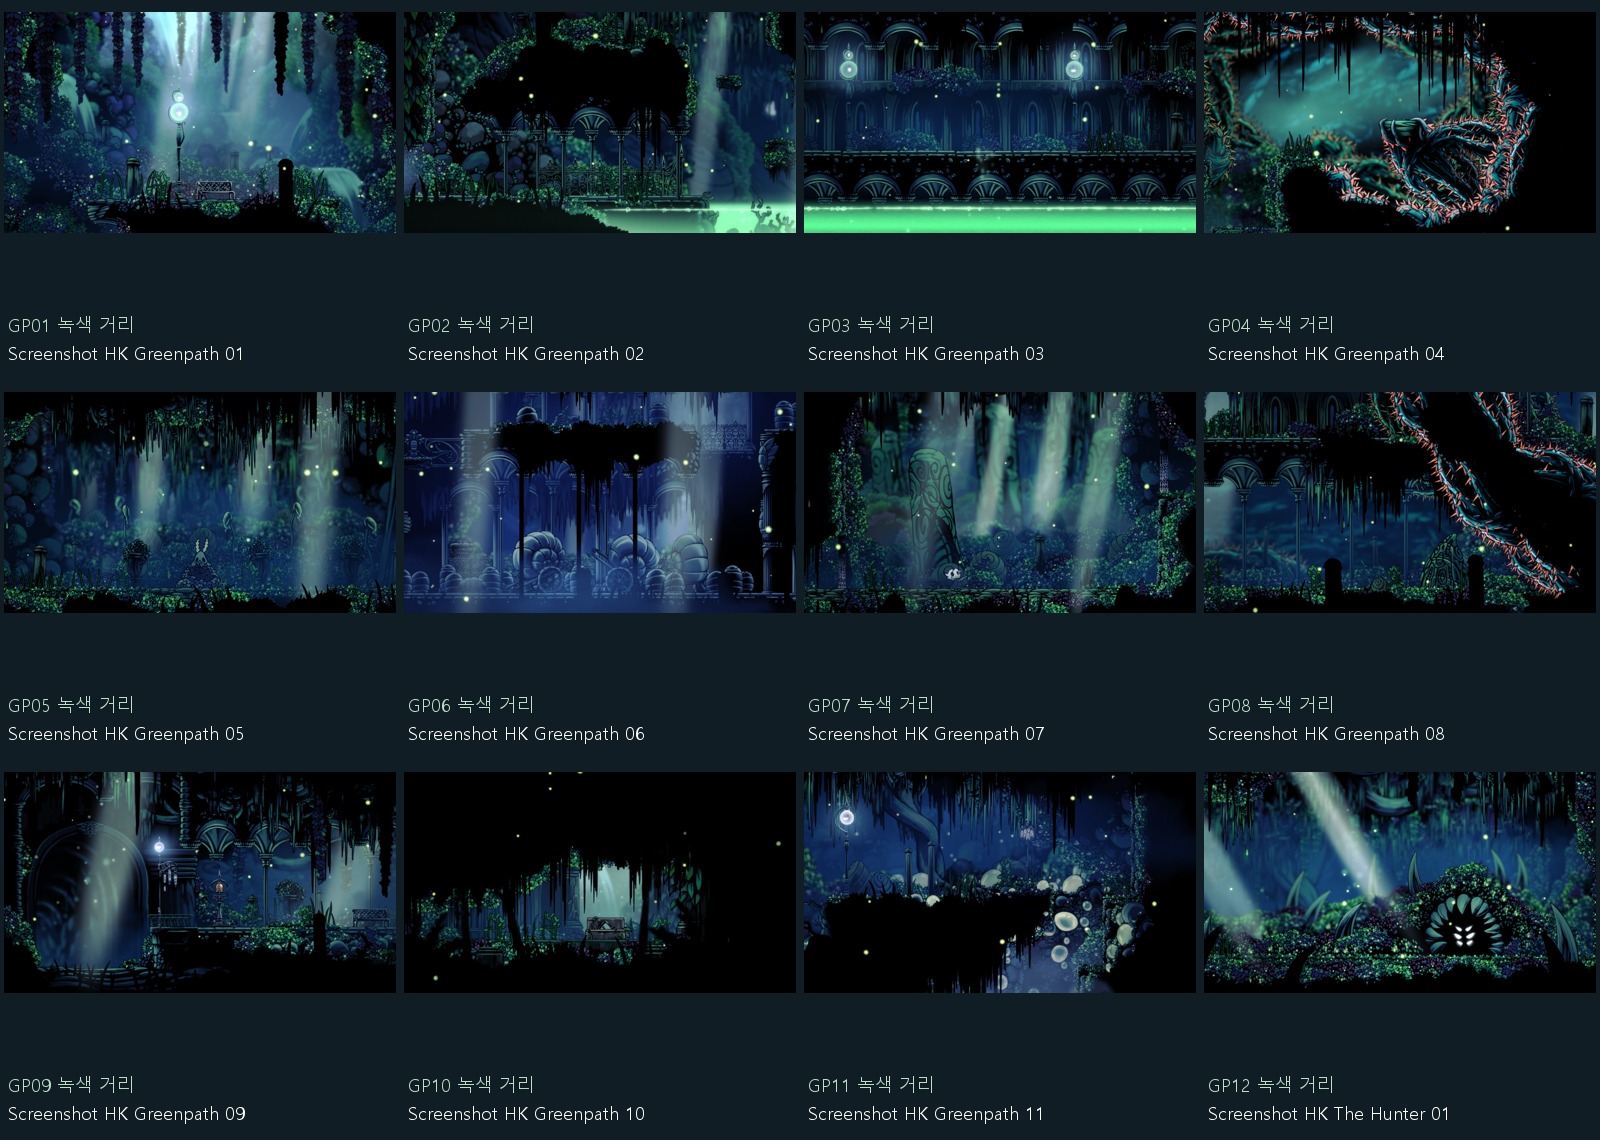 GP01 녹색 거리
Screenshot HK Greenpath 01
GP02 녹색 거리
Screenshot HK Greenpath 02
GP03 녹색 거리
Screenshot HK Greenpath 03
GP04 녹색 거리
Screenshot HK Greenpath 04
GP05 녹색 거리
Screenshot HK Greenpath 05
GP06 녹색 거리
Screenshot HK Greenpath 06
GP07 녹색 거리
Screenshot HK Greenpath 07
GP08 녹색 거리
Screenshot HK Greenpath 08
GP09 녹색 거리
Screenshot HK Greenpath 09
GP10 녹색 거리
Screenshot HK Greenpath 10
GP11 녹색 거리
Screenshot HK Greenpath 11
GP12 녹색 거리
Screenshot HK The Hunter 01